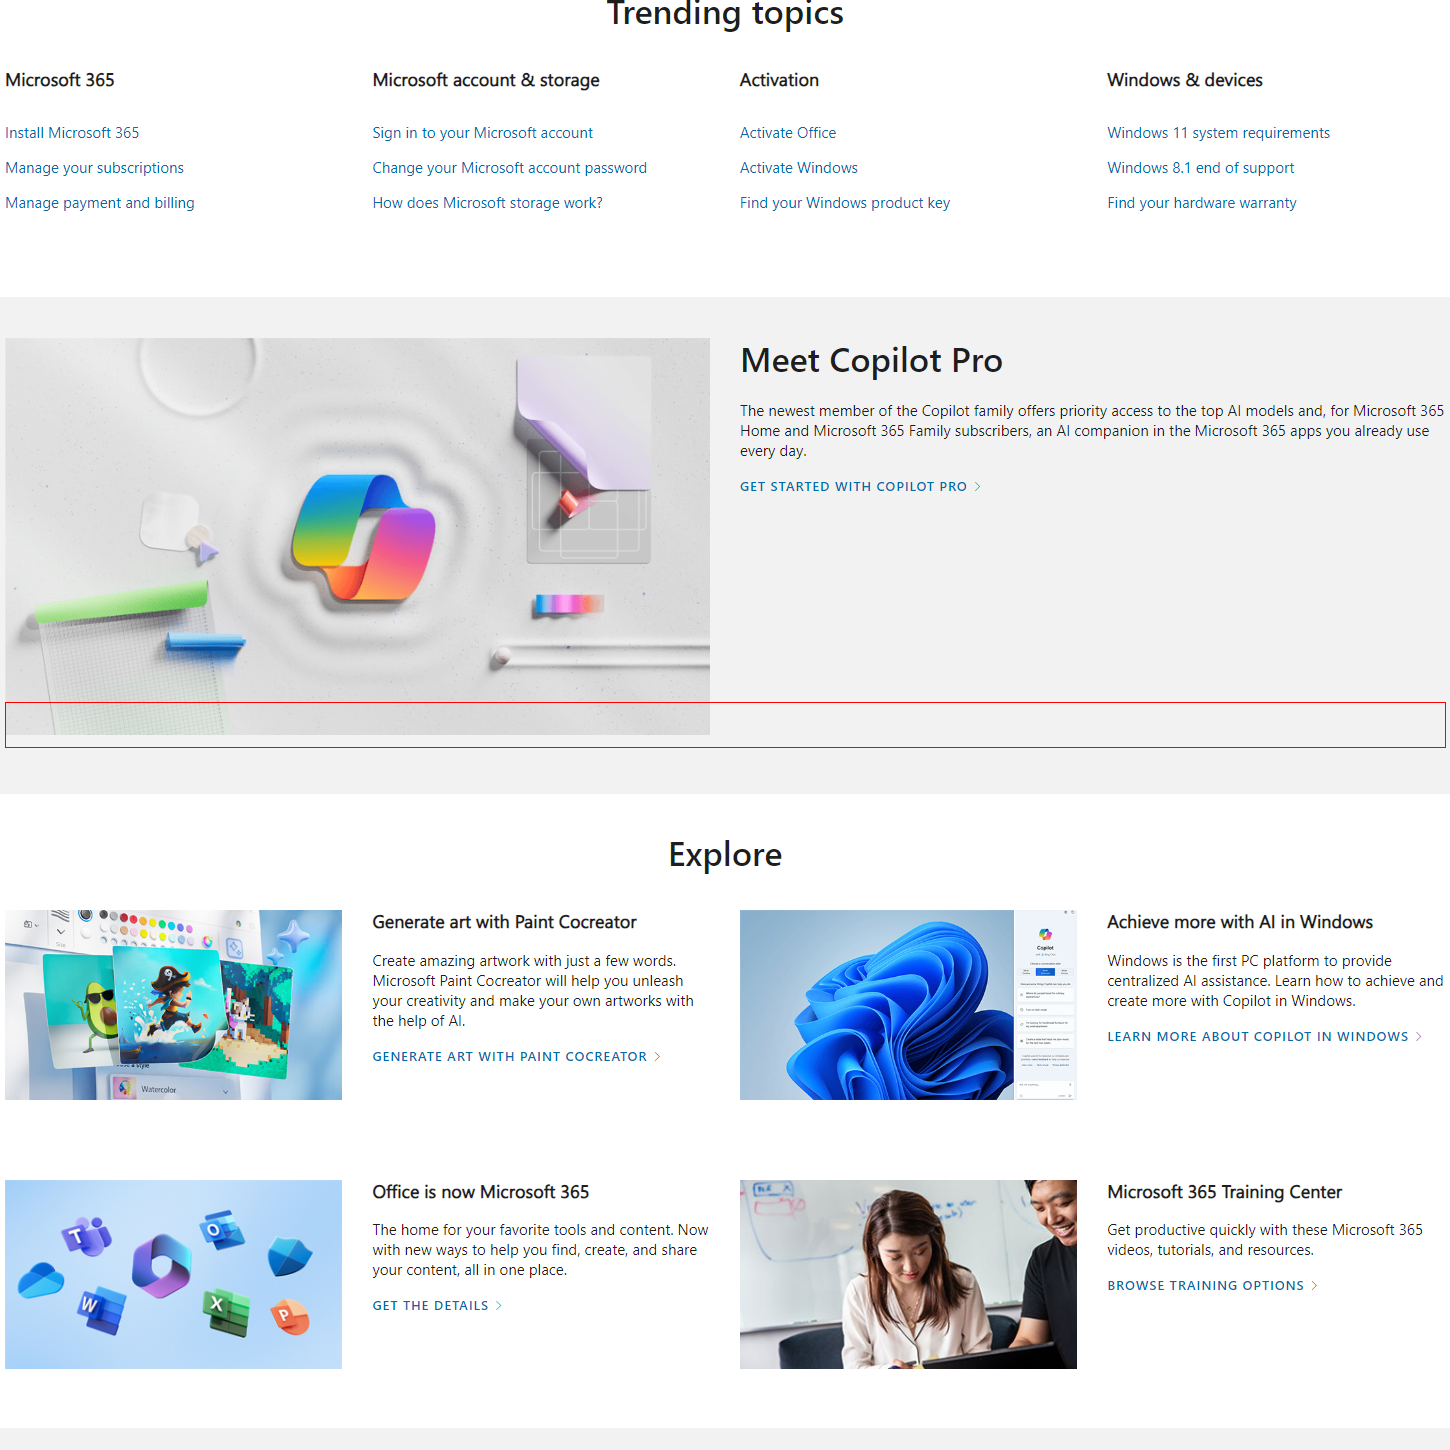 Trending topics
Microsoft 365
Install Microsoft 365
Manage your subscriptions
Manage payment and billing
Microsoft account & storage
Sign in to your Microsoft account
Change your Microsoft account password
How does Microsoft storage work?
Activation
Activate Office
Activate Windows
Find your Windows product key
Windows & devices
Windows 11 system requirements
Windows 8.1 end of support
Find your hardware warranty
Meet Copilot Pro
The newest member of the Copilot family offers priority access to the top AI models and, for Microsoft 365
Home and Microsoft 365 Family subscribers, an AI companion in the Microsoft 365 apps you already use
every day.
GET STARTED WITH COPILOT PRO
Explore
Size
Watercolor
Generate art with Paint Cocreator
Create amazing artwork with just a few words.
Microsoft Paint Cocreator will help you unleash
your creativity and make your own artworks with
the help of AI.
GENERATE ART WITH PAINT COCREATOR
Copilot
Achieve more with AI in Windows
Windows is the first PC platform to provide
centralized AI assistance. Learn how to achieve and
create more with Copilot in Windows.
LEARN MORE ABOUT COPILOT IN WINDOWS
T
O
W
X
P
Office is now Microsoft 365
The home for your favorite tools and content. Now
with new ways to help you find, create, and share
your content, all in one place.
GET THE DETAILS
Microsoft 365 Training Center
Get productive quickly with these Microsoft 365
videos, tutorials, and resources.
BROWSE TRAINING OPTIONS